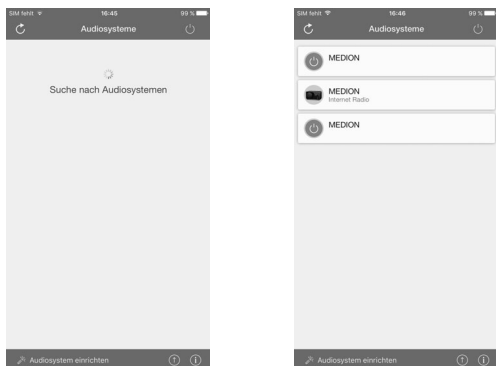 SIM fehlt 16:45 99 %
Audiosysteme
Suche nach Audiosystemen
Audiosystem einrichten
SIM fehlt 16:46 99 %
Audiosysteme
MEDION
MEDION
Internet Radio
MEDION
Audiosystem einrichten